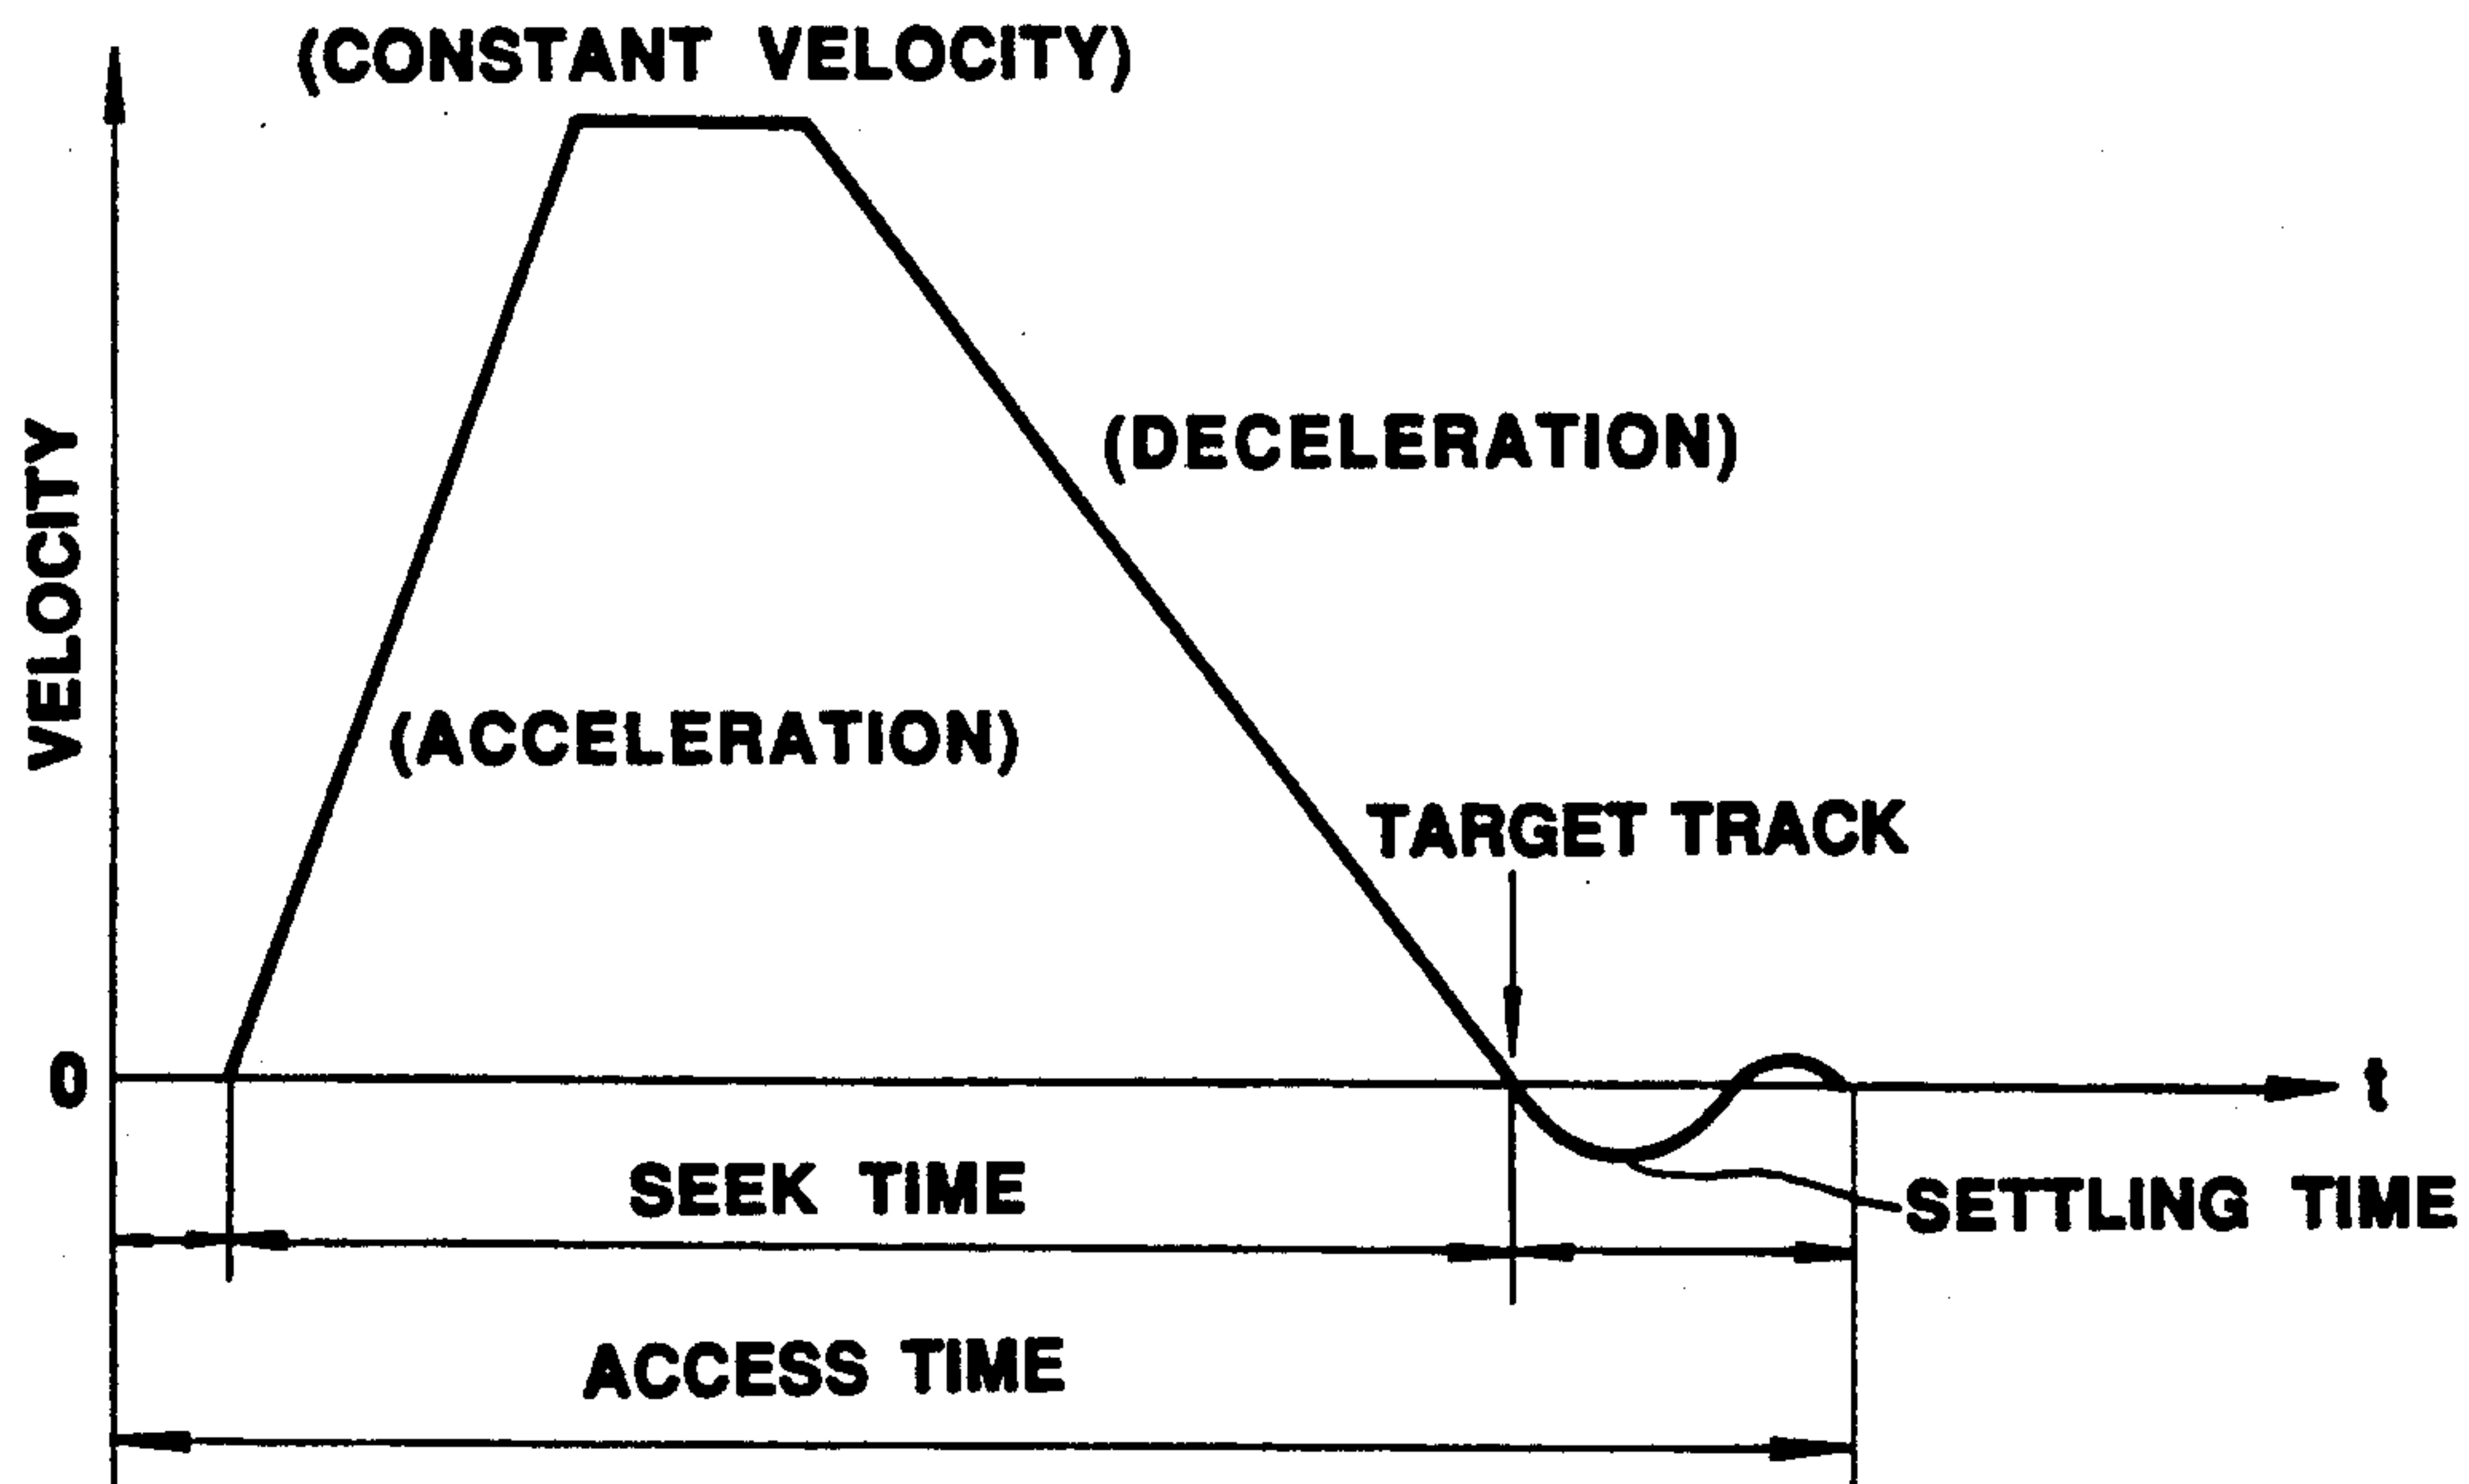 (CONSTANT VELOCITY)
VELOCITY
(DECELERATION)
(ACCELERATION)
TARGET TRACK
0
t
SEEK TIME
SETTLING TIME
ACCESS TIME